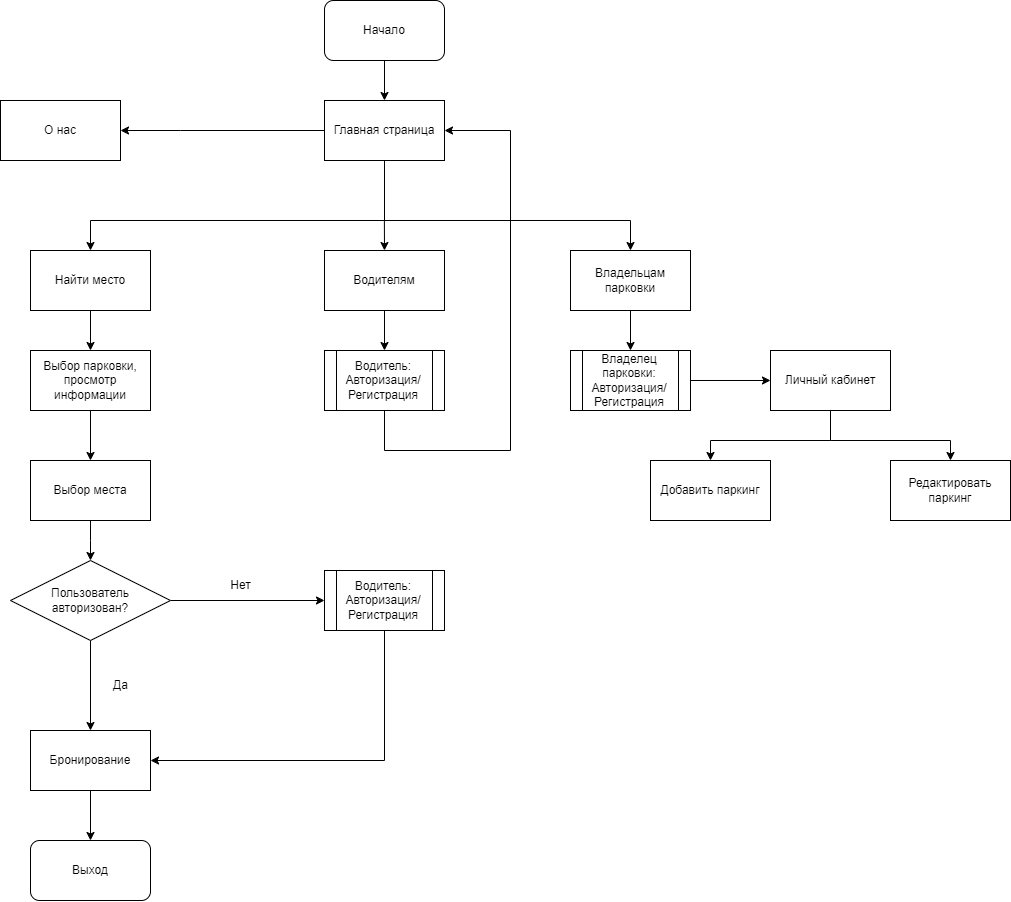 Начало
О нас
Главная страница
Найти место
Водителям
Владельцам
парковки
Выбор парковки,
просмотр
информации
Водитель:
Авторизация/
Регистрация
Владелец
парковки:
Авторизация/
Регистрация
Личный кабинет
Выбор места
Добавить паркинг
Редактировать
паркинг
Пользователь
авторизован?
Нет
Водитель:
Авторизация/
Регистрация
Да
Бронирование
Выход